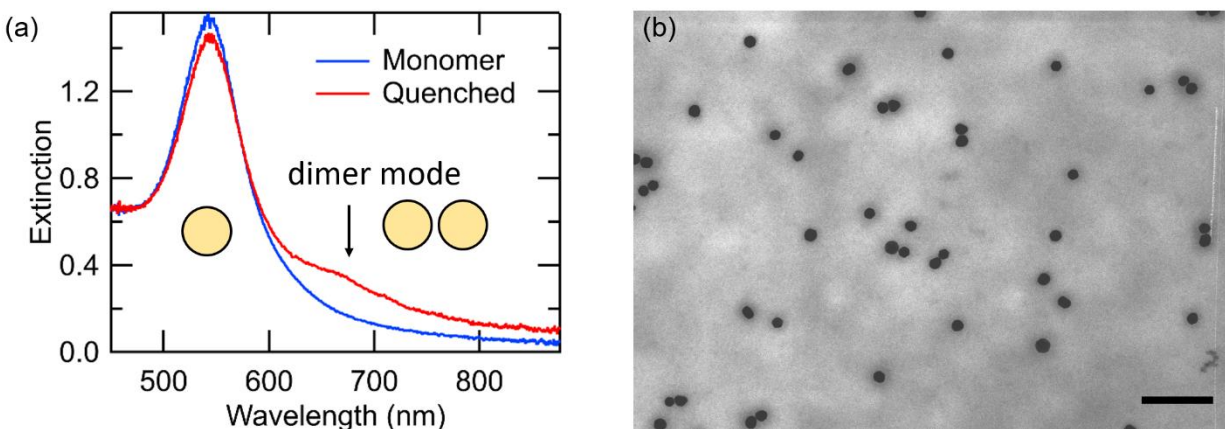 (a)
Extinction
1.2
0.8
0.4
0.0
Monomer
Quenched
dimer mode
500
600
700
800
Wavelength (nm)
(b)